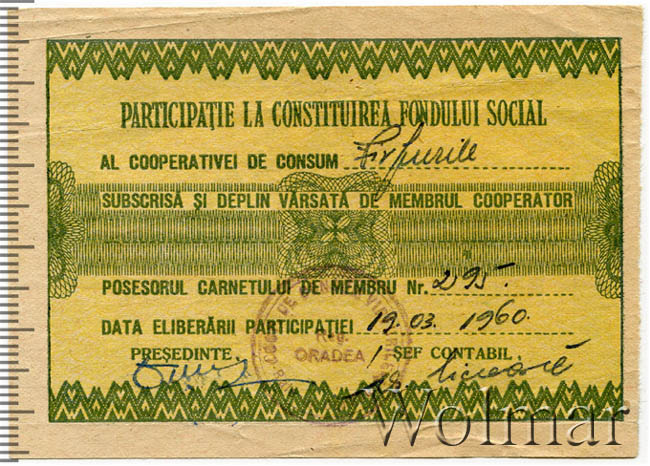 PARTICIPAȚIE LA CONSTITUIREA FONDULUI SOCIAL
AL COOPERATIVEI DE CONSUM
SUBSCRISĂ ȘI DEPLIN VĂRSATĂ DE MEMBRUL COOPERATOR
POSESORUL CARNETULUI DE MEMBRU Nr. 295.
DATA ELIBERĂRII PARTICIPAȚIEI 19.03.1960.
Reg.
ORADEA
PREȘEDINTE ȘEF CONTABIL
Wolmar